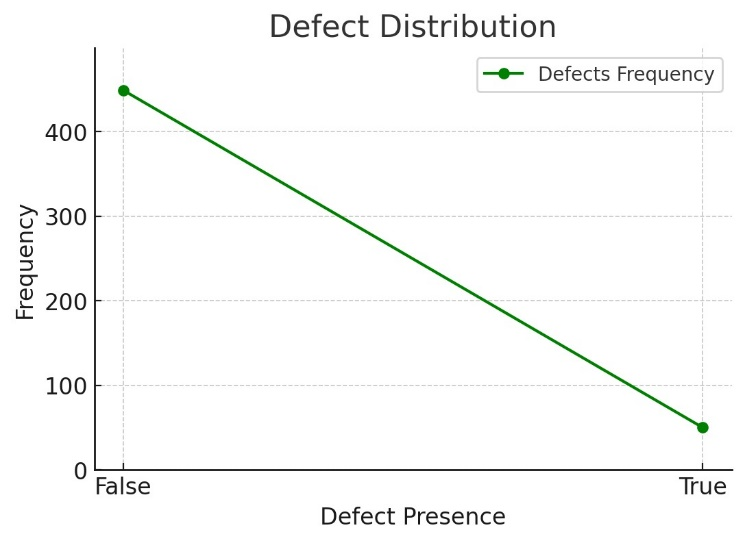 Defect Distribution
Defects Frequency
400
300
200
100
0
Frequency
False
True
Defect Presence